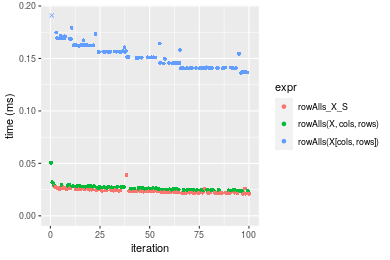 0.20
0.15
0.10
0.05
0.00
time (ms)
0
25
50
75
100
iteration
expr
rowAlls_X_S
rowAlls(X, cols, rows)
rowAlls(X[cols, rows])